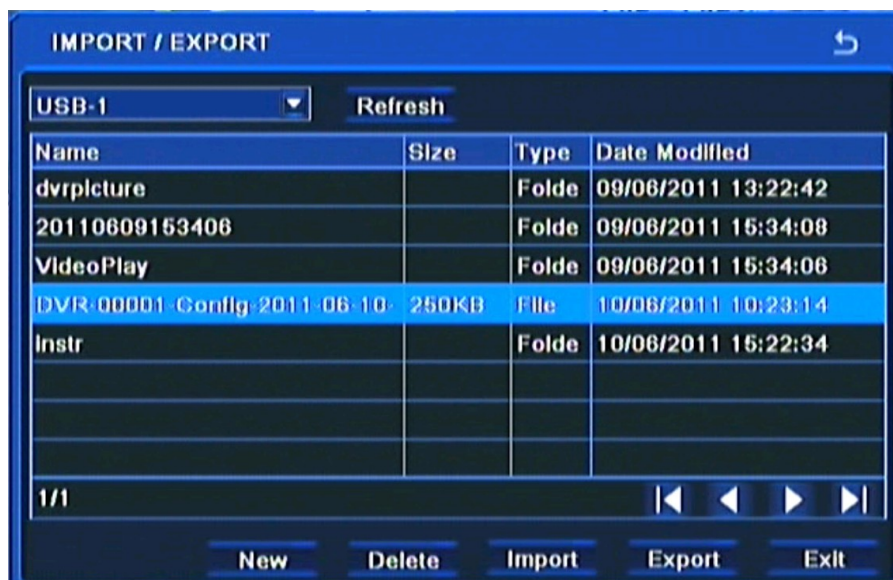 IMPORT / EXPORT
USB-1 Refresh
Name Size Type Date Modified
dvrpicture Folde 09/06/2011 13:22:42
20110609153406 Folde 09/06/2011 15:34:08
VideoPlay Folde 09/06/2011 15:34:06
DVR-00001-Config-2011-06-10- 250KB File 10/06/2011 10:23:14
instr Folde 10/06/2011 15:22:34
1/1
New Delete Import Export Exit